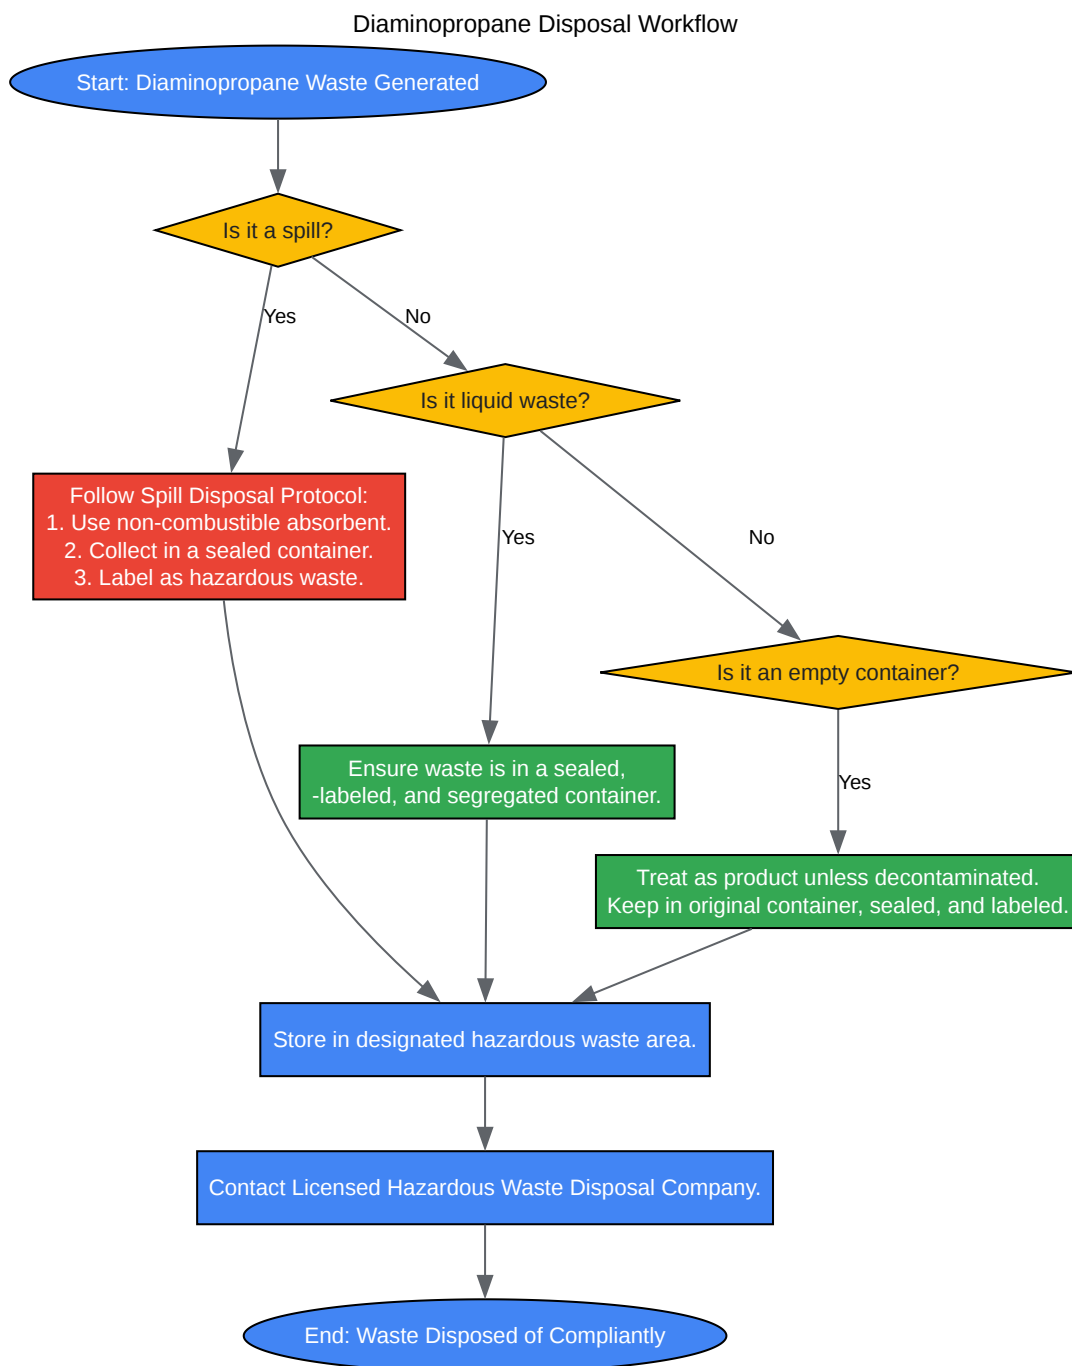 Diaminopropane Disposal Workflow
Start: Diaminopropane Waste Generated
Is it a spill?
Yes
No
Is it liquid waste?
Follow Spill Disposal Protocol:
1. Use non-combustible absorbent.
2. Collect in a sealed container.
3. Label as hazardous waste.
Yes
No
Is it an empty container?
Ensure waste is in a sealed,
-labeled, and segregated container.
Yes
Treat as product unless decontaminated.
Keep in original container, sealed, and labeled.
Store in designated hazardous waste area.
Contact Licensed Hazardous Waste Disposal Company.
End: Waste Disposed of Compliantly